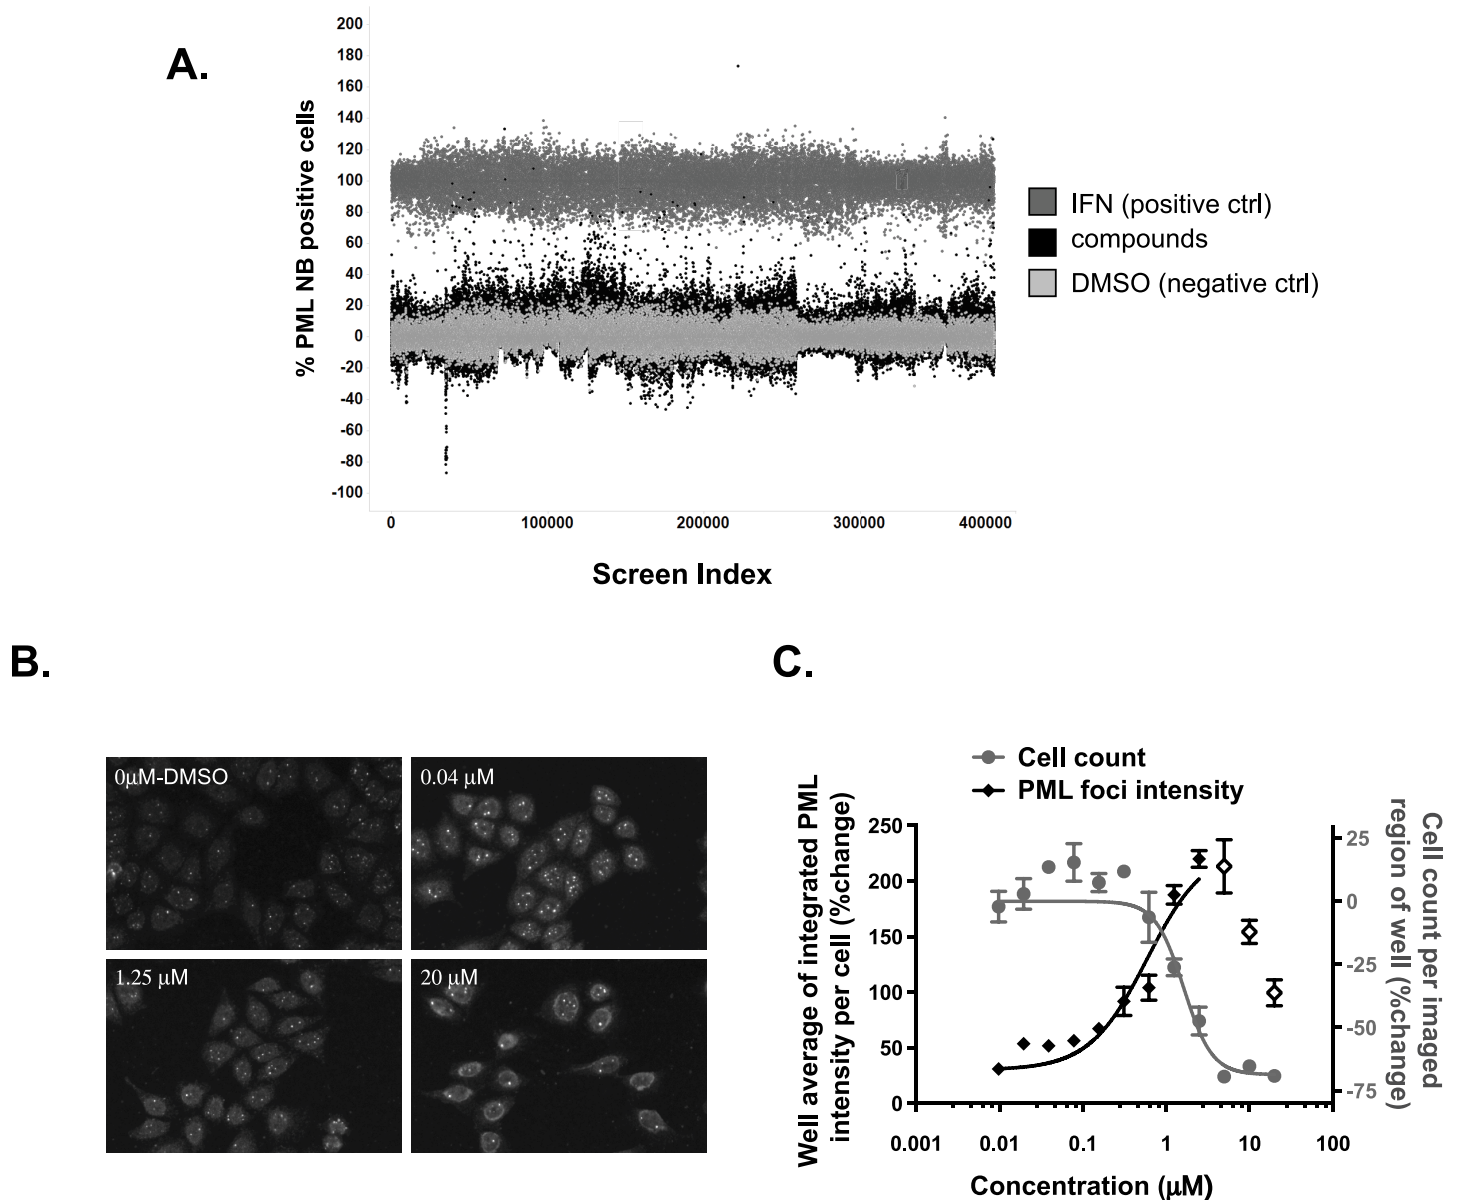 A.
% PML NB positive cells
200
180
160
140
120
100
80
60
40
20
0
-20
-40
-60
-80
-100
0 100000 200000 300000 400000
Screen Index
IFN (positive ctrl)
compounds
DMSO (negative ctrl)
B.
0μM-DMSO
0.04 μM
1.25 μM
20 μM
C.
Cell count
PML foci intensity
Well average of integrated PML
intensity per cell (%change)
250
200
150
100
50
0
25
0
-25
-50
-75
Cell count per imaged
region of well (%change)
0.001 0.01 0.1 1 10 100
Concentration (μM)